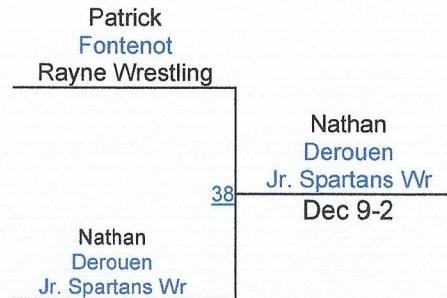 Patrick
Fontenot
Rayne Wrestling
Nathan
Derouen
Jr. Spartans Wr
38
Dec 9-2
Nathan
Derouen
Jr. Spartans Wr